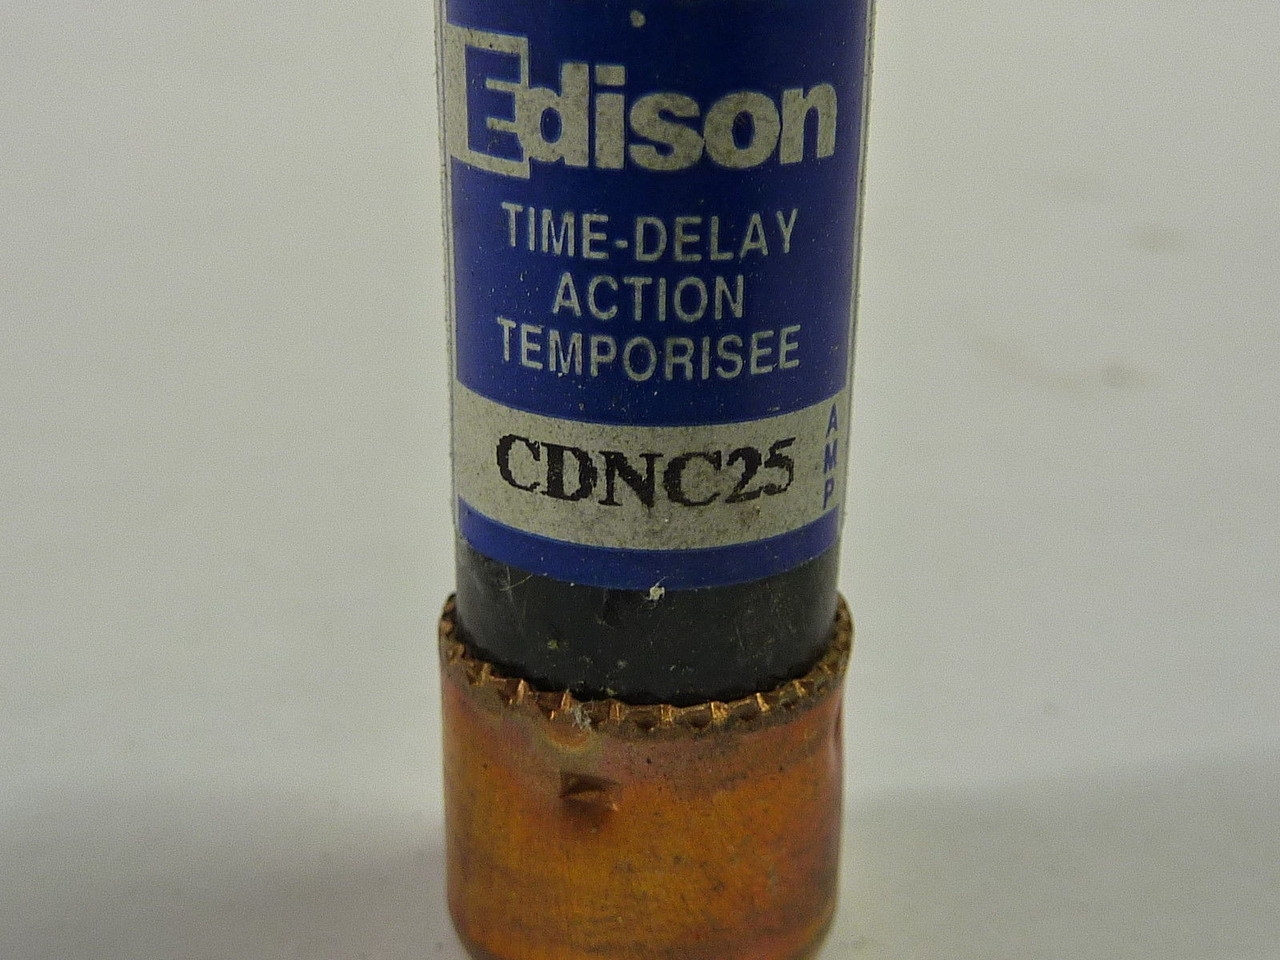 Edison
TIME-DELAY
ACTION
TEMPORISEE
CDNC25
AMP